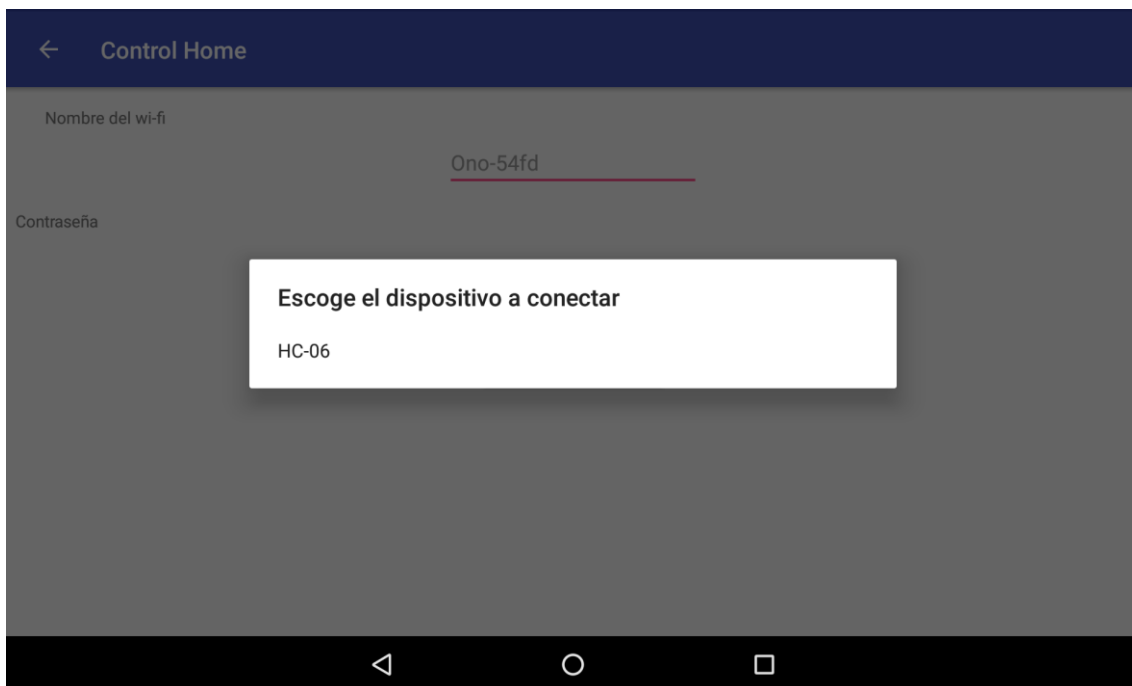 Control Home
Nombre del wi-fi
Ono-54fd
Contraseña
Escoge el dispositivo a conectar
HC-06